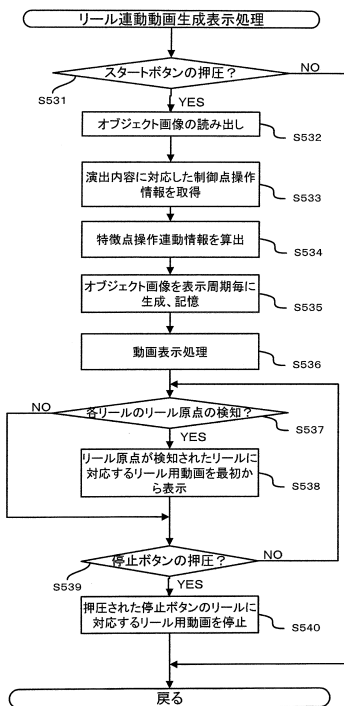 リール連動動画生成表示処理
スタートボタンの押圧?
NO
S531
YES
オブジェクト画像の読み出し
S532
演出内容に対応した制御点操作
情報を取得
S533
特徴点操作連動情報を算出
S534
オブジェクト画像を表示周期毎に
生成、記憶
S535
動画表示処理
S536
NO
各リールのリール原点の検知?
S537
YES
リール原点が検知されたリールに
対応するリール用動画を最初
から表示
S538
停止ボタンの押圧?
NO
S539
YES
押圧された停止ボタンのリールに
対応するリール用動画を停止
S540
戻る